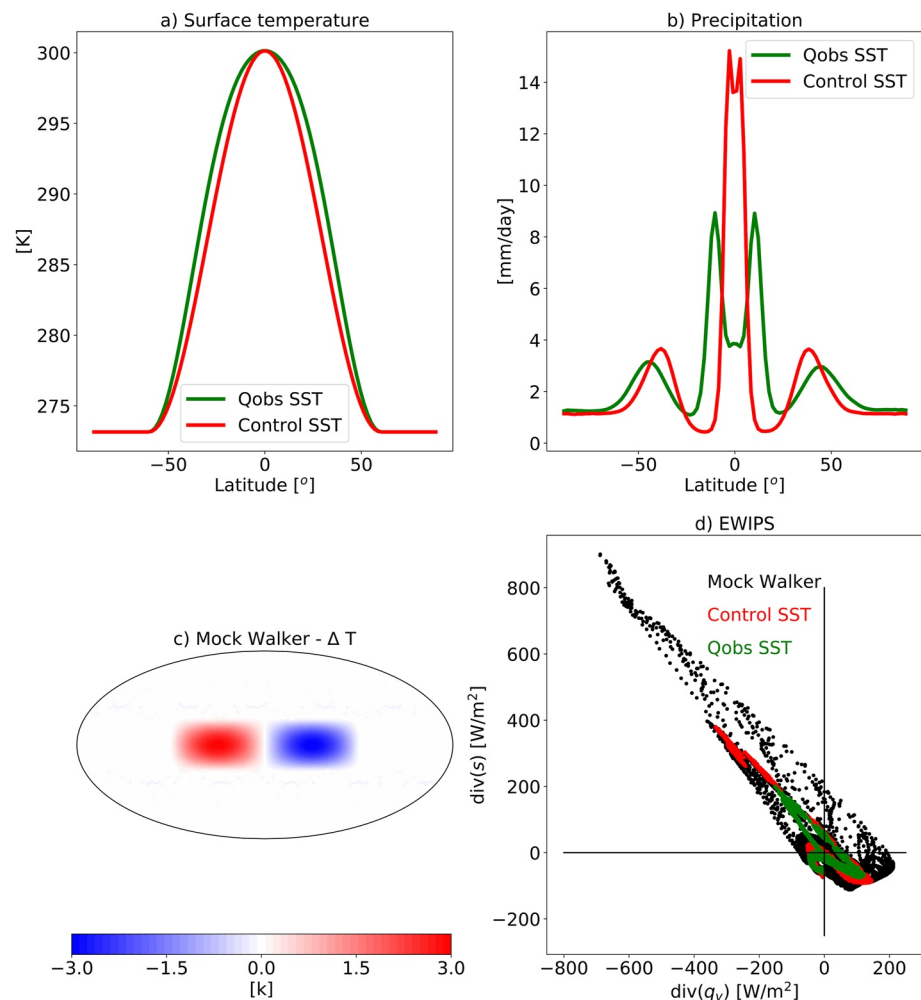 a) Surface temperature
300
295
290
285
280
275
[K]
Qobs SST
Control SST
−50
0
50
Latitude [o]
b) Precipitation
14
12
10
8
6
4
2
0
[mm/day]
Qobs SST
Control SST
−50
0
50
Latitude [o]
c) Mock Walker - Δ T
−3.0
−1.5
0.0
1.5
3.0
[k]
d) EWIPS
800
600
400
200
0
−200
div(s) [W/m2]
Mock Walker
Control SST
Qobs SST
−800
−600
−400
−200
0
200
div(qv) [W/m2]